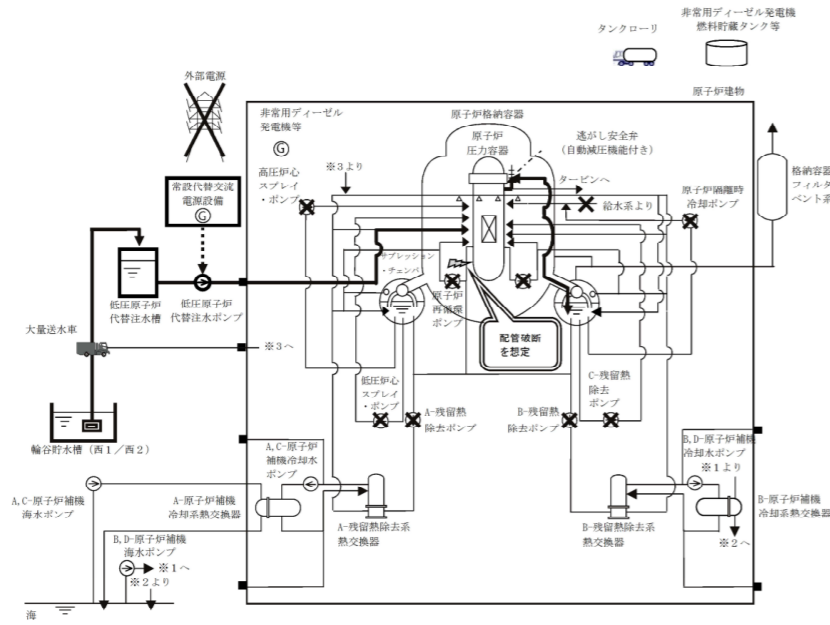 タンクローリ
非常用ディーゼル発電機
燃料貯蔵タンク等
外部電源
原子炉建物
非常用ディーゼル
発電機等
G
原子炉格納容器
原子炉
圧力容器
逃がし安全弁
(自動減圧機能付き)
高圧炉心
スプレイ
・ポンプ
※3より
タービンへ
給水系より
原子炉隔離時
冷却ポンプ
格納容器
フィルタ
ベント系
常設代替交流
電源設備
G
サプレッション
・チェンバ
低圧原子炉
代替注水槽
低圧原子炉
代替注水ポンプ
原子炉
再循環
ポンプ
配管破断
を想定
大量送水車
※3へ
低圧炉心
スプレイ
・ポンプ
A-残留熱
除去ポンプ
B-残留熱
除去ポンプ
C-残留熱
除去
ポンプ
輪谷貯水槽(西1/西2)
A,C-原子炉補機
海水ポンプ
A-原子炉補機
冷却系熱交換器
A,C-原子炉
補機冷却水
ポンプ
A-残留熱除去系
熱交換器
B-残留熱除去系
熱交換器
B,D-原子炉補機
冷却水ポンプ
※1より
B-原子炉補機
冷却系熱交換器
※2へ
B,D-原子炉補機
海水ポンプ
※1へ
※2より
海